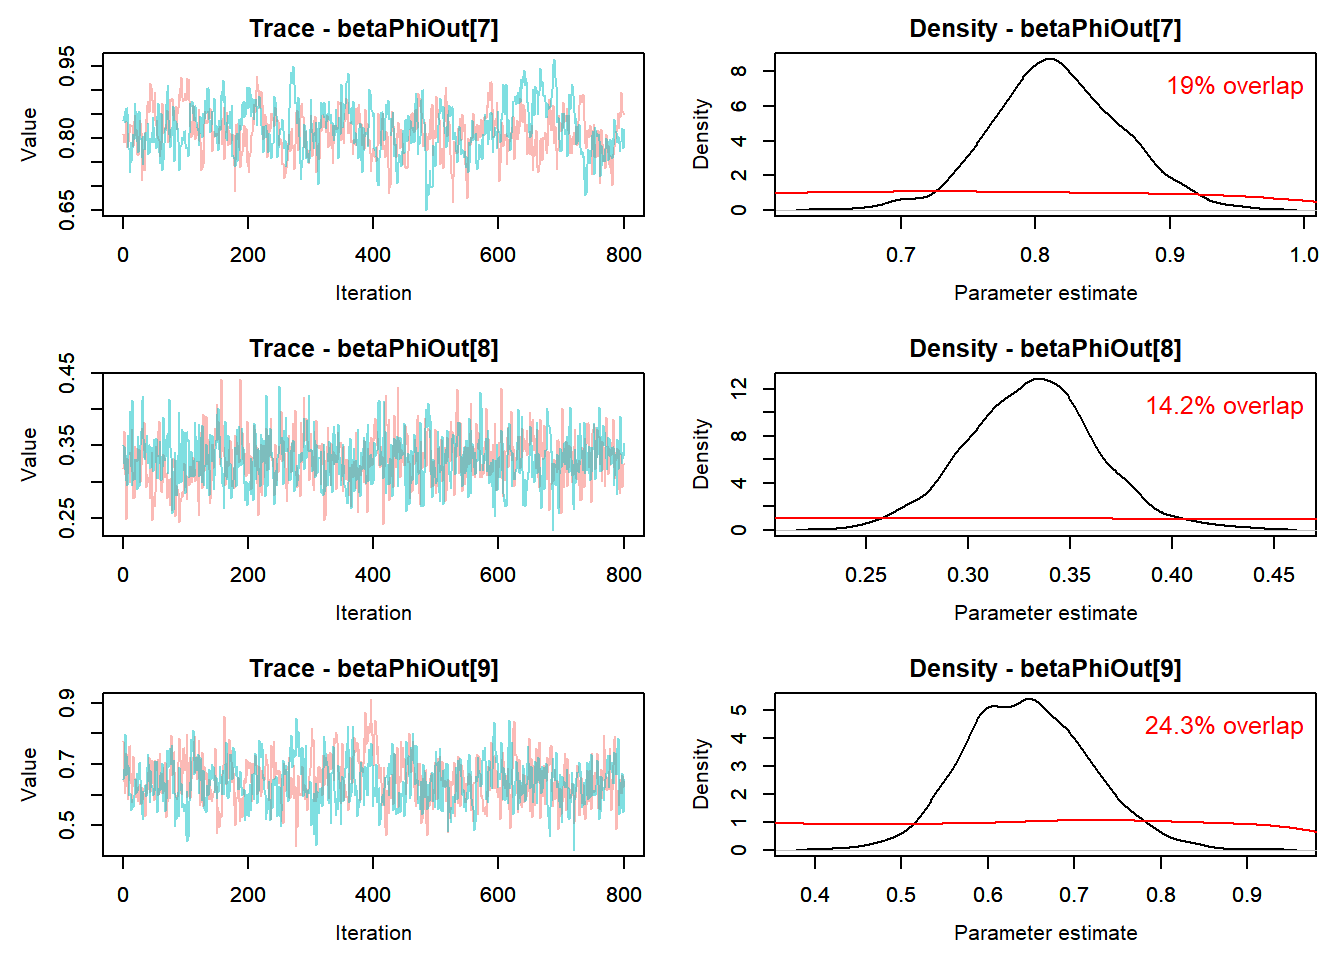 Trace - betaPhiOut[7]
Value
0.65 0.80 0.95
0 200 400 600 800
Iteration
Density - betaPhiOut[7]
Density
0 2 4 6 8
19% overlap
0.7 0.8 0.9 1.0
Parameter estimate
Trace - betaPhiOut[8]
Value
0.25 0.35 0.45
0 200 400 600 800
Iteration
Density - betaPhiOut[8]
Density
0 4 8 12
14.2% overlap
0.25 0.30 0.35 0.40 0.45
Parameter estimate
Trace - betaPhiOut[9]
Value
0.5 0.7 0.9
0 200 400 600 800
Iteration
Density - betaPhiOut[9]
Density
0 1 2 3 4 5
24.3% overlap
0.4 0.5 0.6 0.7 0.8 0.9
Parameter estimate